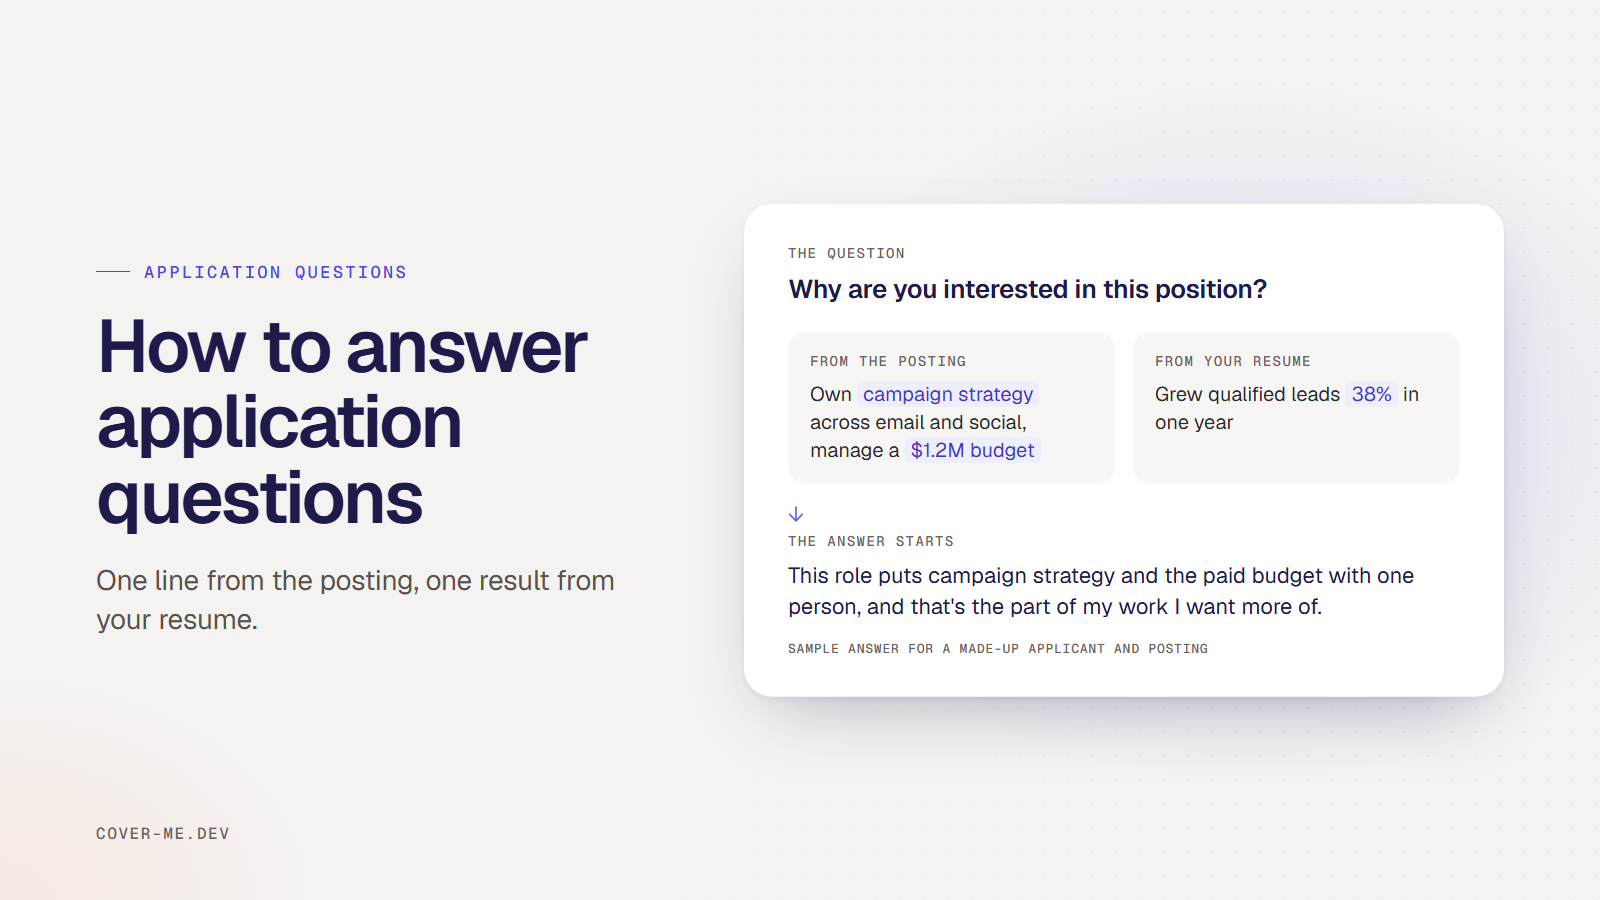 APPLICATION QUESTIONS
How to answer
application
questions
One line from the posting, one result from
your resume.
COVER-ME.DEV
THE QUESTION
Why are you interested in this position?
FROM THE POSTING
Own campaign strategy
across email and social,
manage a $1.2M budget
FROM YOUR RESUME
Grew qualified leads 38% in
one year
THE ANSWER STARTS
This role puts campaign strategy and the paid budget with one
person, and that's the part of my work I want more of.
SAMPLE ANSWER FOR A MADE-UP APPLICANT AND POSTING